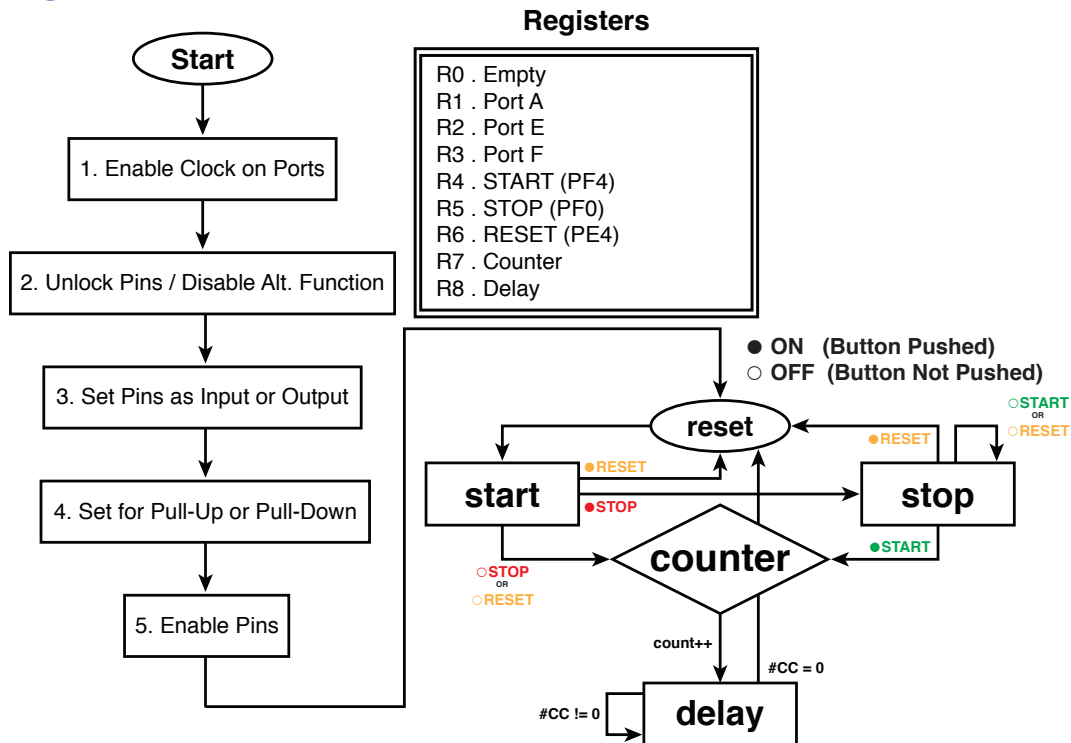 Registers
Start
R0 . Empty
R1 . Port A
R2 . Port E
R3 . Port F
R4 . START (PF4)
R5 . STOP (PF0)
R6 . RESET (PE4)
R7 . Counter
R8 . Delay
1. Enable Clock on Ports
2. Unlock Pins / Disable Alt. Function
3. Set Pins as Input or Output
4. Set for Pull-Up or Pull-Down
5. Enable Pins
● ON (Button Pushed)
○ OFF (Button Not Pushed)
○START
OR
○RESET
reset
●RESET
●RESET
start
stop
●STOP
counter
●START
○STOP
OR
○RESET
count++
#CC = 0
#CC != 0
delay